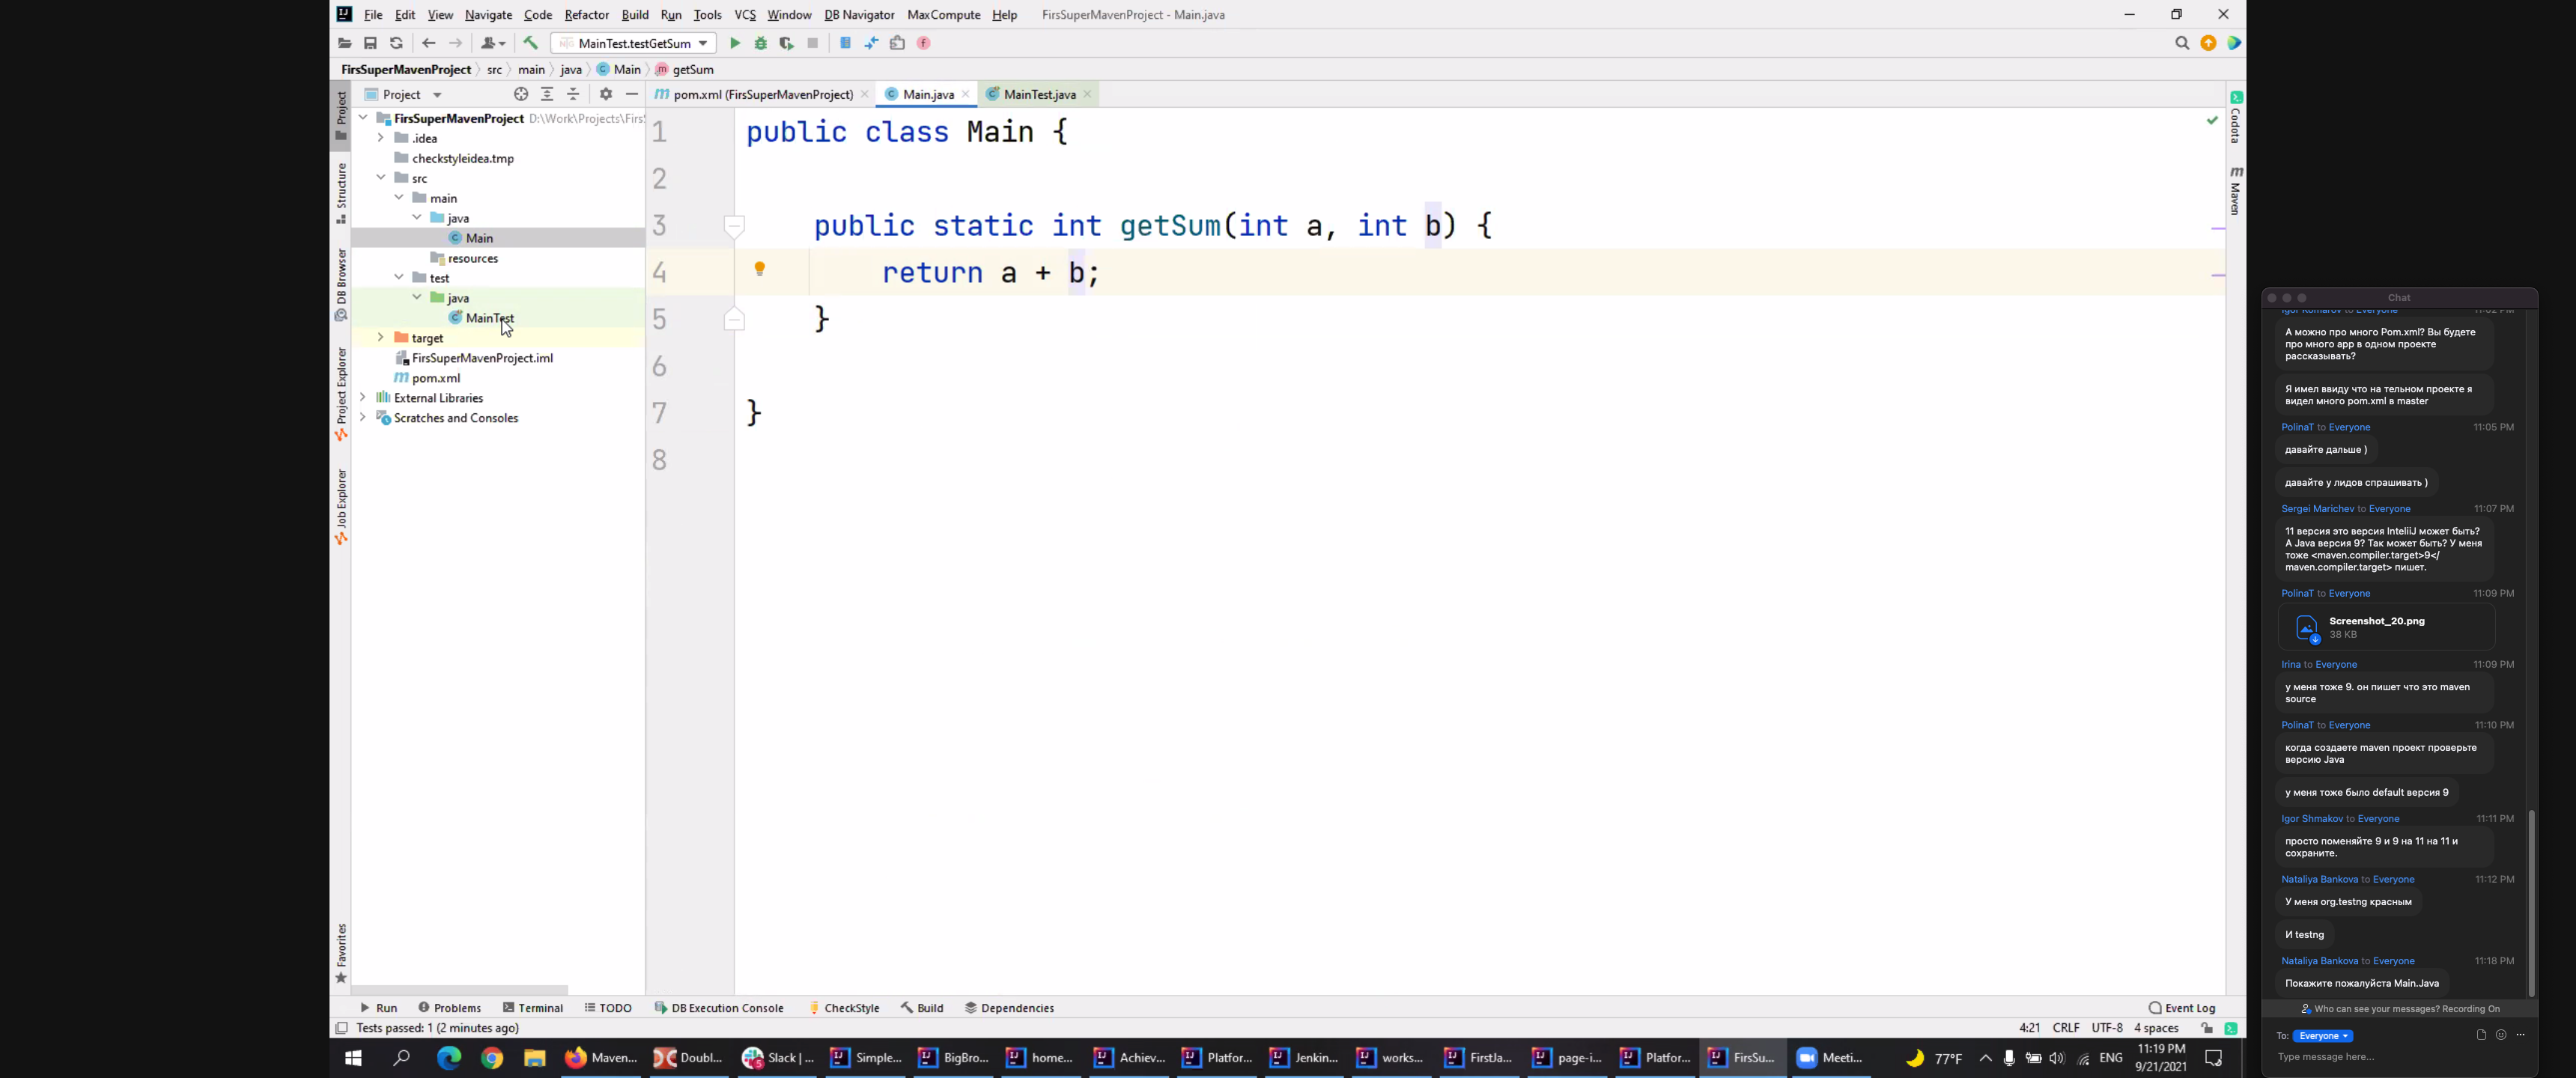 File Edit View Navigate Code Refactor Build Run Tools VCS Window DB Navigator MaxCompute Help FirsSuperMavenProject - Main.java
MainTest.testGetSum
FirsSuperMavenProject src main java Main getSum
Project
pom.xml (FirsSuperMavenProject) Main.java MainTest.java
FirsSuperMavenProject D:\Work\Projects\Firs
.idea
checkstyleidea.tmp
src
main
java
Main
resources
test
java
MainTest
target
FirsSuperMavenProject.iml
pom.xml
External Libraries
Scratches and Consoles
Project
Structure
DB Browser
Project Explorer
Job Explorer
Favorites
1 public class Main {
2
3 public static int getSum(int a, int b) {
4 return a + b;
5 }
6
7 }
8
Codota
Maven
Run Problems Terminal TODO DB Execution Console CheckStyle Build Dependencies Event Log
Tests passed: 1 (2 minutes ago) 4:21 CRLF UTF-8 4 spaces
Maven... Doubl... Slack | ... Simple... BigBro... home... Achiev... Platfor... Jenkin... works... FirstJa... page-i... Platfor... FirsSu... Meeti... 77°F ENG 11:19 PM
9/21/2021
Chat
Igor Komarov to Everyone 11:02 PM
А можно про много Pom.xml? Вы будете
про много app в одном проекте
рассказывать?
Я имел ввиду что на тельном проекте я
видел много pom.xml в master
PolinaT to Everyone 11:05 PM
давайте дальше )
давайте у лидов спрашивать )
Sergei Marichev to Everyone 11:07 PM
11 версия это версия InteliiJ может быть?
А Java версия 9? Так может быть? У меня
тоже <maven.compiler.target>9</
maven.compiler.target> пишет.
PolinaT to Everyone 11:09 PM
Screenshot_20.png
38 KB
Irina to Everyone 11:09 PM
у меня тоже 9. он пишет что это maven
source
PolinaT to Everyone 11:10 PM
когда создаете maven проект проверьте
версию Java
у меня тоже было default версия 9
Igor Shmakov to Everyone 11:11 PM
просто поменяйте 9 и 9 на 11 на 11 и
сохраните.
Nataliya Bankova to Everyone 11:12 PM
У меня org.testng красным
И testng
Nataliya Bankova to Everyone 11:18 PM
Покажите пожалуйста Main.Java
Who can see your messages? Recording On
To: Everyone
Type message here...